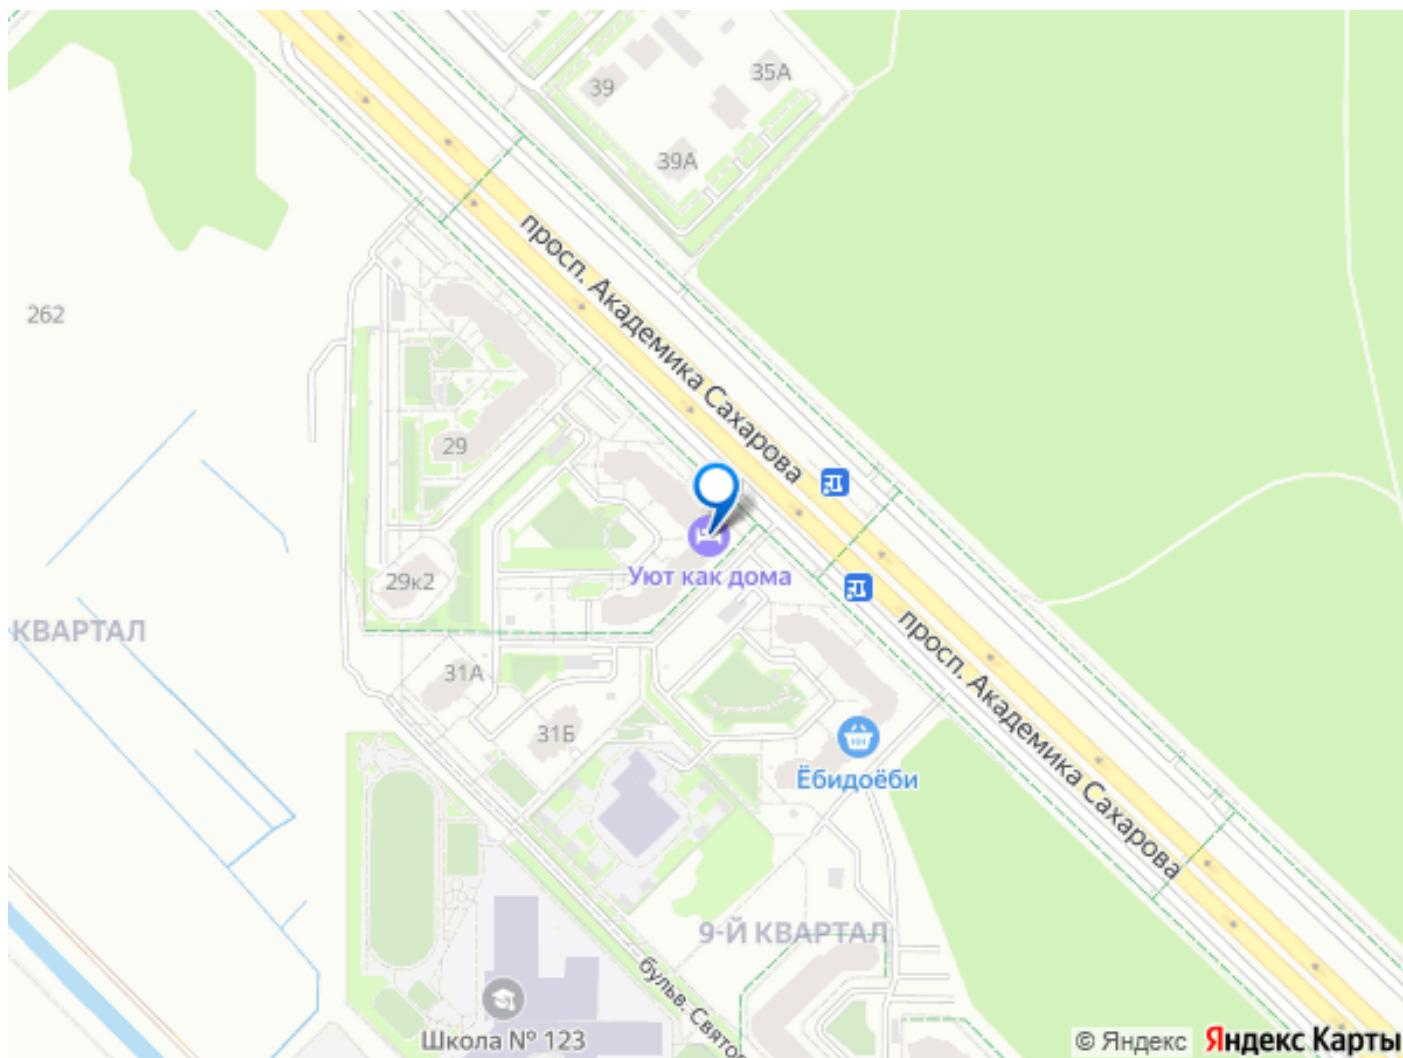 35А
39
39А
просп. Академика Сахарова
262
29
Уют как дома
29к2
КВАРТАЛ
просп. Академика Сахарова
31А
31Б
Ёбидоёби
9-Й КВАРТАЛ
бульв. Свято
Школа № 123
© Яндекс Яндекс Карты